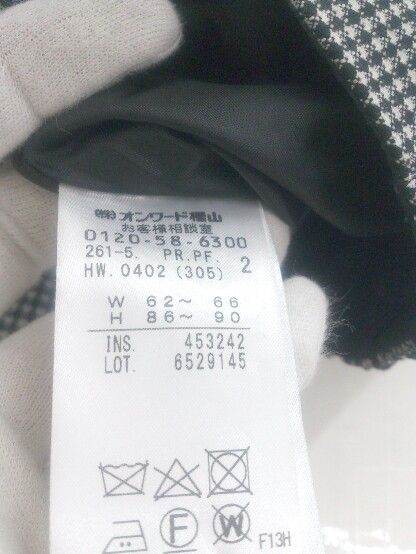 ㈱オンワード樫山
お客様相談室
0120-58-6300
261-5. PR.PF. 2
HW.0402(305)
W 62～ 66
H 86～ 90
INS. 453242
LOT. 6529145
F W F13H